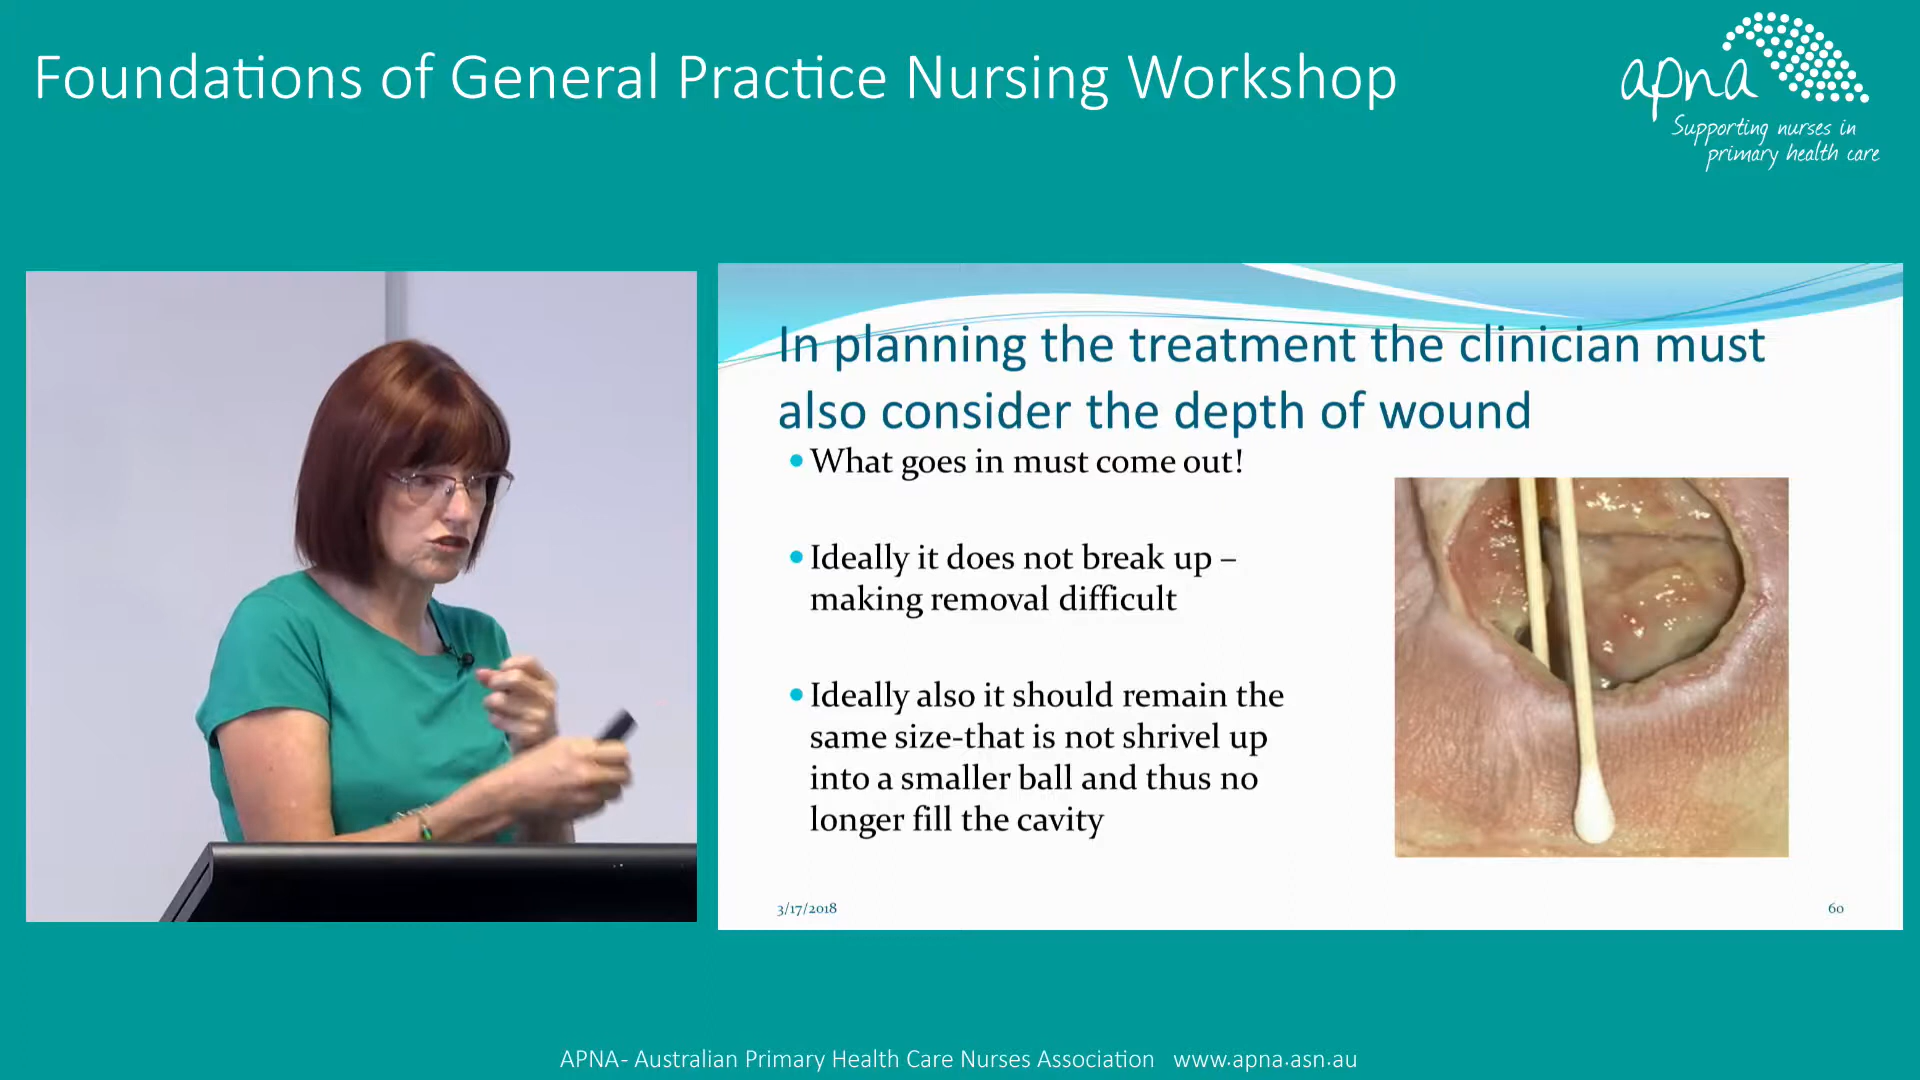 Foundations of General Practice Nursing Workshop
apna
Supporting nurses in
primary health care
In planning the treatment the clinician must
also consider the depth of wound
• What goes in must come out!
• Ideally it does not break up –
making removal difficult
• Ideally also it should remain the
same size-that is not shrivel up
into a smaller ball and thus no
longer fill the cavity
3/17/2018
60
APNA- Australian Primary Health Care Nurses Association www.apna.asn.au